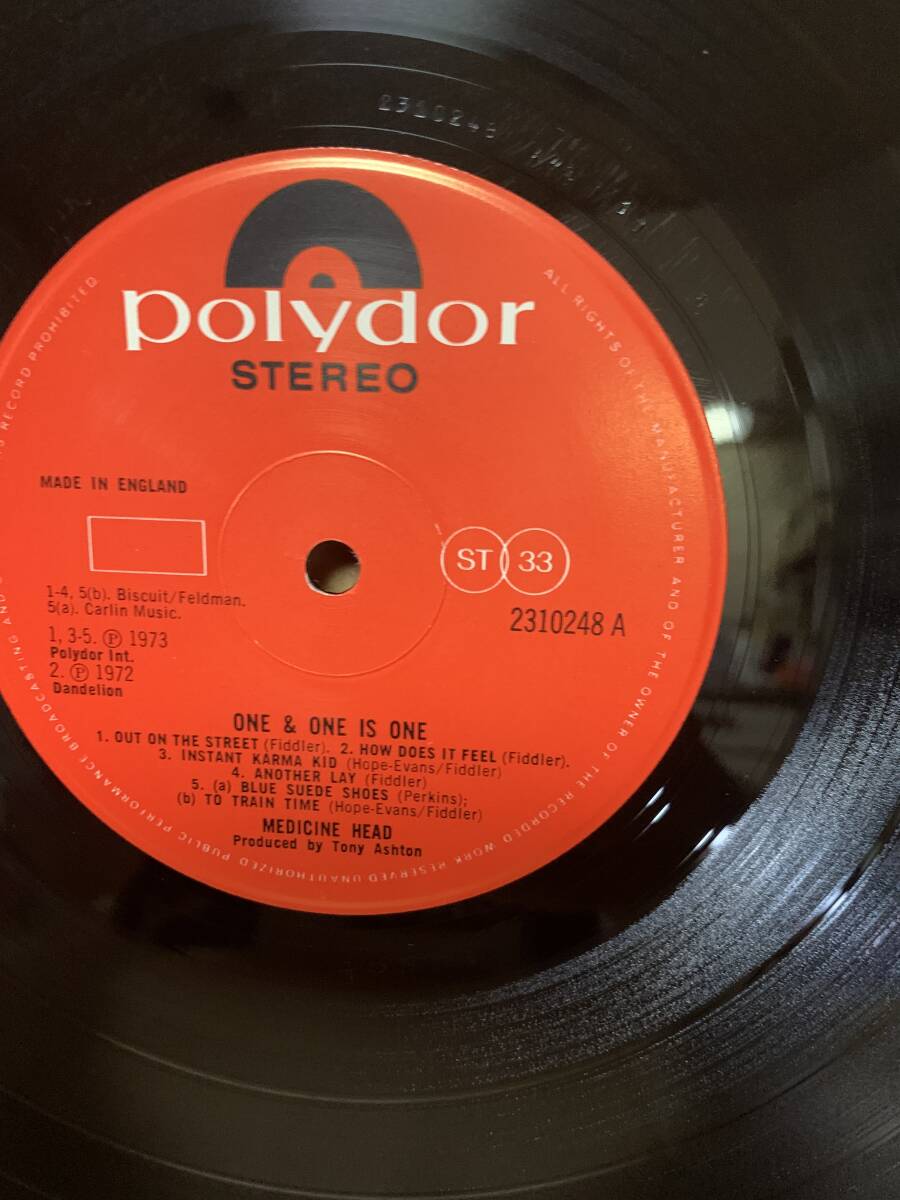 2310248
polydor
STEREO
MADE IN ENGLAND
ST 33
2310248 A
1-4, 5(b). Biscuit/Feldman.
5(a). Carlin Music.
1, 3-5. Ⓟ 1973
Polydor Int.
2. Ⓟ 1972
Dandelion
ONE & ONE IS ONE
1. OUT ON THE STREET (Fiddler). 2. HOW DOES IT FEEL (Fiddler).
3. INSTANT KARMA KID (Hope-Evans/Fiddler)
4. ANOTHER LAY (Fiddler)
5. (a) BLUE SUEDE SHOES (Perkins);
(b) TO TRAIN TIME (Hope-Evans/Fiddler)
MEDICINE HEAD
Produced by Tony Ashton
ALL RIGHTS OF THE MANUFACTURER AND OF THE OWNER OF THE RECORDED WORK RESERVED UNAUTHORIZED PUBLIC PERFORMANCE BROADCASTING AND RECORD PROHIBITED